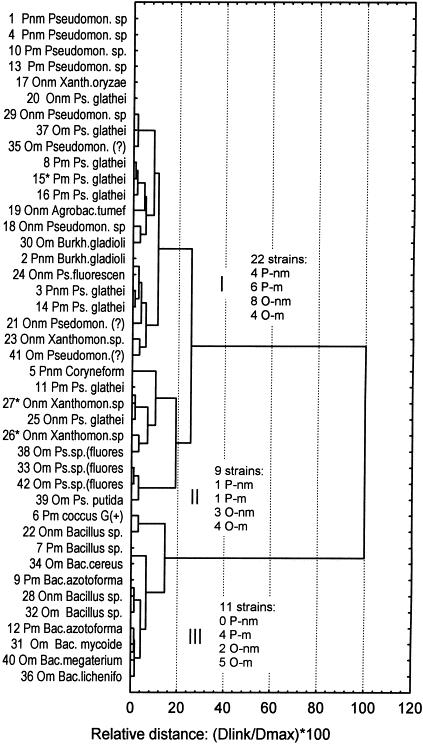 1 Pnm Pseudomon. sp
4 Pnm Pseudomon. sp
10 Pm Pseudomon. sp.
13 Pm Pseudomon. sp
17 Onm Xanth.oryzae
20 Onm Ps. glathei
29 Onm Pseudomon. sp
37 Om Ps. glathei
35 Om Pseudomon. (?)
8 Pm Ps. glathei
15* Pm Ps. glathei
16 Pm Ps. glathei
19 Onm Agrobac.tumef
18 Onm Pseudomon. sp
30 Om Burkh.gladioli
2 Pnm Burkh.gladioli
24 Onm Ps.fluorescen
3 Pnm Ps. glathei
14 Pm Ps. glathei
21 Onm Psedomon. (?)
23 Onm Xanthomon.sp.
41 Om Pseudomon.(?)
5 Pnm Coryneform
11 Pm Ps. glathei
27* Onm Xanthomon.sp
25 Onm Ps. glathei
26* Onm Xanthomon.sp
38 Om Ps.sp.(fluores
33 Om Ps.sp.(fluores
42 Om Ps.sp.(fluores
39 Om Ps. putida
6 Pm coccus G(+)
22 Onm Bacillus sp.
7 Pm Bacillus sp.
34 Om Bac.cereus
9 Pm Bac.azotoforma
28 Onm Bacillus sp.
32 Om Bacillus sp.
12 Pm Bac.azotoforma
31 Om Bac. mycoide
40 Om Bac.megaterium
36 Om Bac.lichenifo
I
22 strains:
4 P-nm
6 P-m
8 O-nm
4 O-m
II
9 strains:
1 P-nm
1 P-m
3 O-nm
4 O-m
III
11 strains:
0 P-nm
4 P-m
2 O-nm
5 O-m
0 20 40 60 80 100 120
Relative distance: (Dlink/Dmax)*100